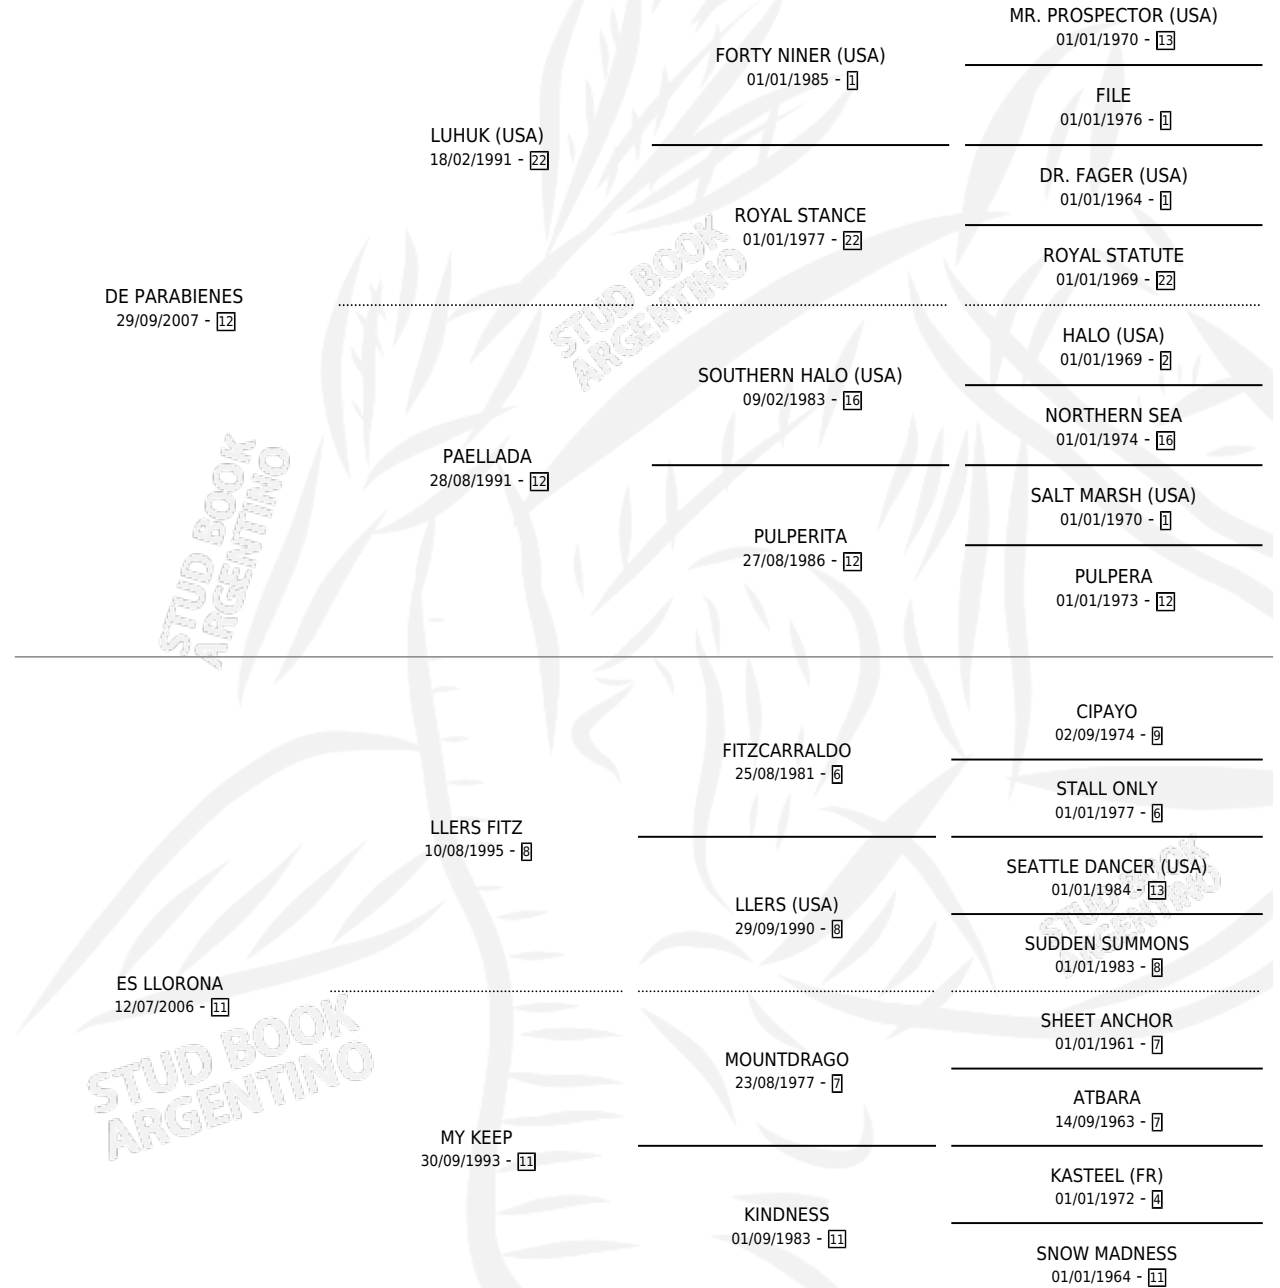 MR. PROSPECTOR (USA)
01/01/1970 - 13
FORTY NINER (USA)
01/01/1985 - 1
FILE
01/01/1976 - 1
LUHUK (USA)
18/02/1991 - 22
DR. FAGER (USA)
01/01/1964 - 1
ROYAL STANCE
01/01/1977 - 22
ROYAL STATUTE
01/01/1969 - 22
DE PARABIENES
29/09/2007 - 12
HALO (USA)
01/01/1969 - 2
SOUTHERN HALO (USA)
09/02/1983 - 16
NORTHERN SEA
01/01/1974 - 16
PAELLADA
28/08/1991 - 12
SALT MARSH (USA)
01/01/1970 - 1
PULPERITA
27/08/1986 - 12
PULPERA
01/01/1973 - 12
STUD BOOK
ARGENTINO
STUD BOOK
ARGENTINO
CIPAYO
02/09/1974 - 9
FITZCARRALDO
25/08/1981 - 6
STALL ONLY
01/01/1977 - 6
LLERS FITZ
10/08/1995 - 8
SEATTLE DANCER (USA)
01/01/1984 - 13
LLERS (USA)
29/09/1990 - 8
SUDDEN SUMMONS
01/01/1983 - 8
ES LLORONA
12/07/2006 - 11
SHEET ANCHOR
01/01/1961 - 7
MOUNTDRAGO
23/08/1977 - 7
ATBARA
14/09/1963 - 7
MY KEEP
30/09/1993 - 11
KASTEEL (FR)
01/01/1972 - 4
KINDNESS
01/09/1983 - 11
SNOW MADNESS
01/01/1964 - 11
STUD BOOK
ARGENTINO
STUD BOOK
ARGENTINO